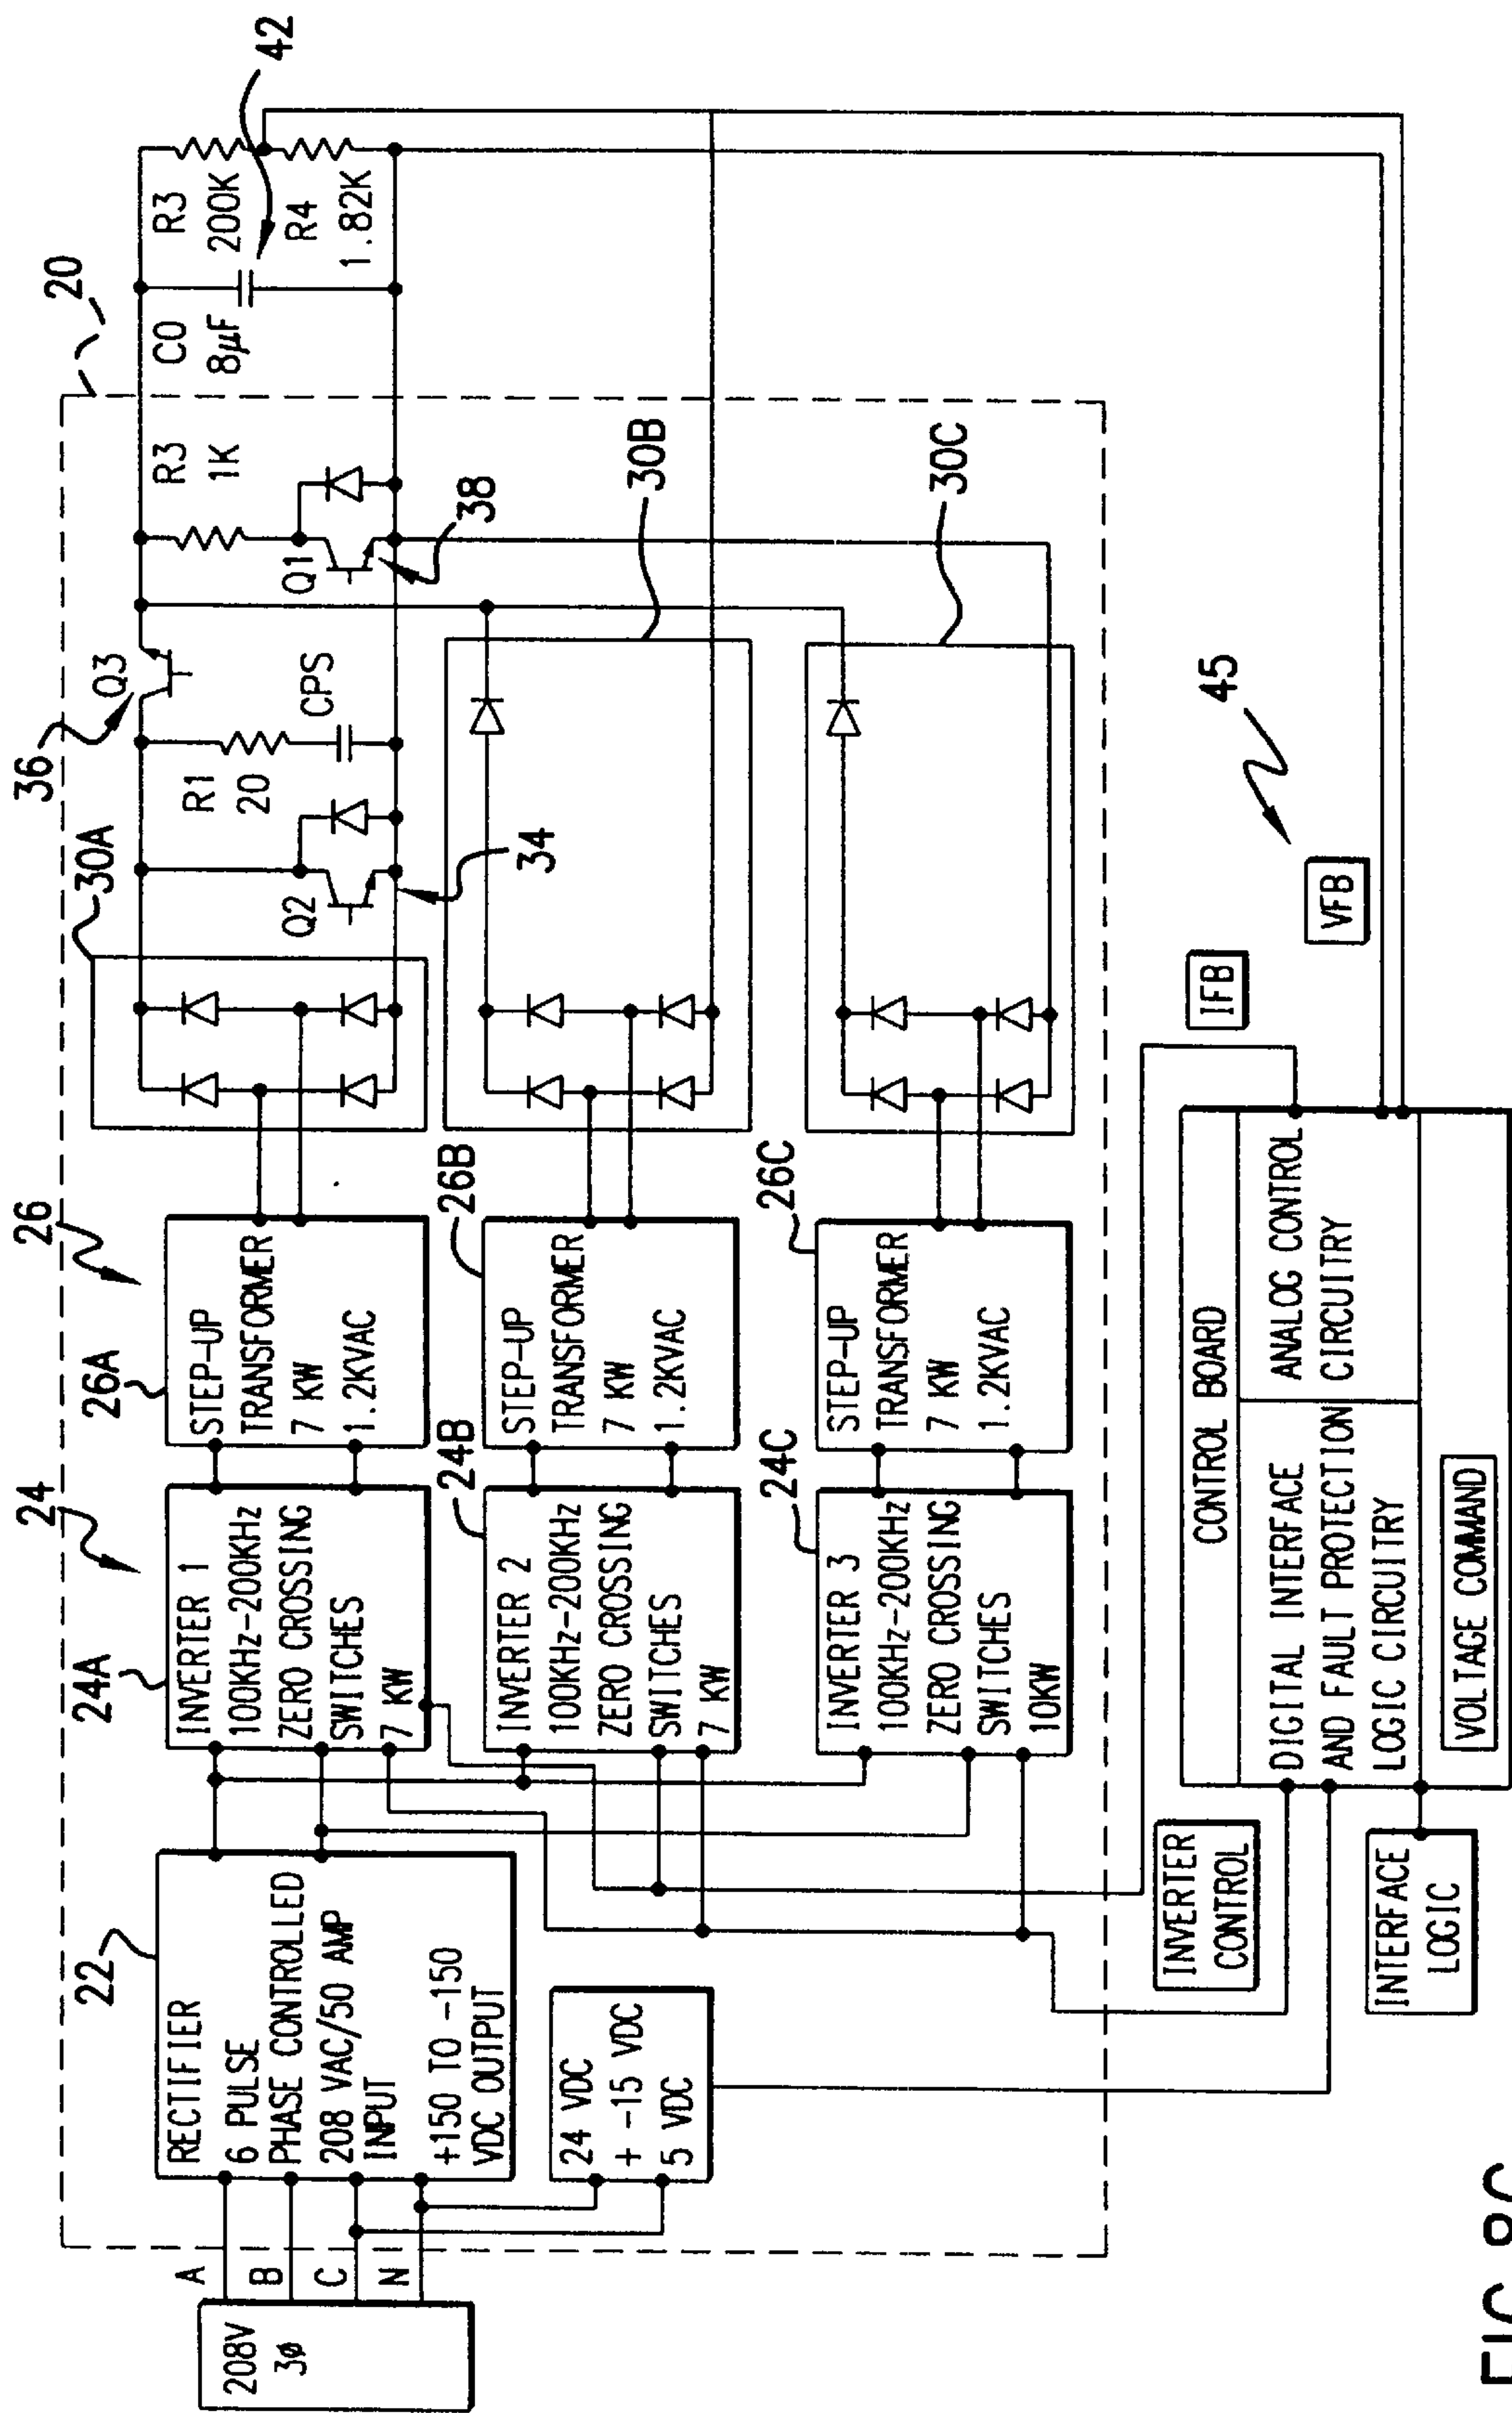 208V
3ø
A
B
C
N
22
RECTIFIER
6 PULSE
PHASE CONTROLLED
208 VAC/50 AMP
INPUT
+150 TO -150
VDC OUTPUT
24 VDC
+ -15 VDC
5 VDC
24
24A
INVERTER 1
100KHz-200KHz
ZERO CROSSING
SWITCHES
7 KW
24B
INVERTER 2
100KHz-200KHz
ZERO CROSSING
SWITCHES
7 KW
24C
INVERTER 3
100KHz-200KHz
ZERO CROSSING
SWITCHES
10KW
26
26A
STEP-UP
TRANSFORMER
7 KW
1.2KVAC
26B
STEP-UP
TRANSFORMER
7 KW
1.2KVAC
26C
STEP-UP
TRANSFORMER
7 KW
1.2KVAC
30A
36
Q3
Q2
34
R1
20
CPS
R3
1K
Q1
38
20
C0
8µF
R3
200K
R4
1.82K
42
30B
30C
45
IFB
VFB
INVERTER
CONTROL
INTERFACE
LOGIC
CONTROL BOARD
DIGITAL INTERFACE
AND FAULT PROTECTION
LOGIC CIRCUITRY
ANALOG CONTROL
CIRCUITRY
VOLTAGE COMMAND
FIG.8C